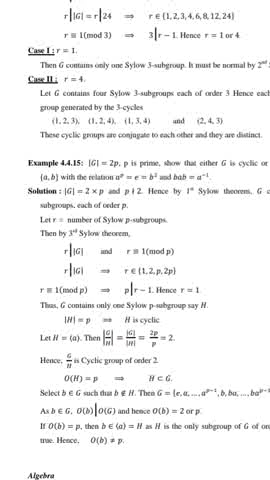 r | |G| = r | 24 ⟹ r ∈ {1, 2, 3, 4, 6, 8, 12, 24}
r ≡ 1(mod 3) ⟹ 3 | r − 1. Hence r = 1 or 4
Case I : r = 1.
Then G contains only one Sylow 3-subgroup. It must be normal by 2nd
Case II : r = 4.
Let G contains four Sylow 3-subgroups each of order 3 Hence each
group generated by the 3-cycles
(1, 2, 3), (1, 2, 4), (1, 3, 4) and (2, 4, 3)
These cyclic groups are conjugate to each other and they are distinct.
Example 4.4.15: |G| = 2p, p is prime, show that either G is cyclic or
⟨a, b⟩ with the relation aᵖ = e = b² and bab = a⁻¹.
Solution : |G| = 2 × p and p ∤ 2. Hence by 1st Sylow theorem, G
subgroups, each of order p.
Let r = number of Sylow p-subgroups.
Then by 3rd Sylow theorem,
r | |G| and r ≡ 1(mod p)
r | |G| ⟹ r ∈ {1, 2, p, 2p}
r ≡ 1(mod p) ⟹ p | r − 1. Hence r = 1
Thus, G contains only one Sylow p-subgroup say H.
|H| = p ⟹ H is cyclic
Let H = ⟨a⟩. Then |G/H| = |G|/|H| = 2p/p = 2.
Hence, G/H is Cyclic group of order 2.
O(H) = p ⟹ H ⊂ G.
Select b ∈ G such that b ∉ H. Then G = {e, a, …, aᵖ⁻¹, b, ba, …,
As b ∈ G, O(b) | O(G) and hence O(b) = 2 or p.
If O(b) = p, then b ∈ ⟨a⟩ = H as H is the only subgroup of G of
true. Hence, O(b) ≠ p.
Algebra